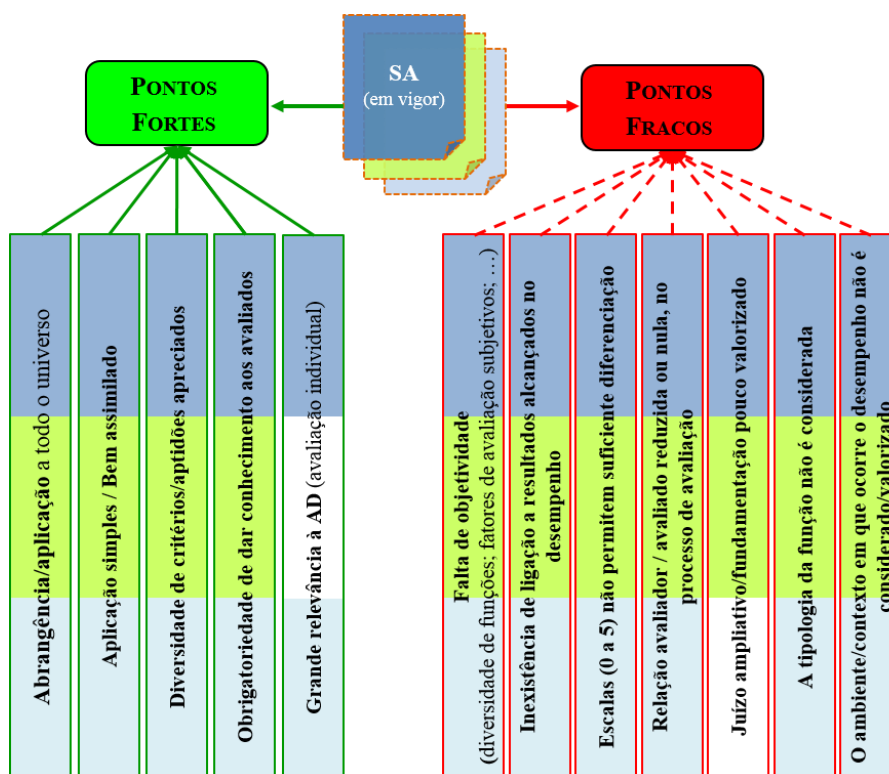 PONTOS
FORTES
SA
(em vigor)
PONTOS
FRACOS
Abrangência/aplicação a todo o universo
Aplicação simples / Bem assimilado
Diversidade de critérios/aptidões apreciados
Obrigatoriedade de dar conhecimento aos avaliados
Grande relevância à AD (avaliação individual)
Falta de objetividade
(diversidade de funções; fatores de avaliação subjetivos; …)
Inexistência de ligação a resultados alcançados no
desempenho
Escalas (0 a 5) não permitem suficiente diferenciação
Relação avaliador / avaliado reduzida ou nula, no
processo de avaliação
Juízo ampliativo/fundamentação pouco valorizado
A tipologia da função não é considerada
O ambiente/contexto em que ocorre o desempenho não é
considerado/valorizado